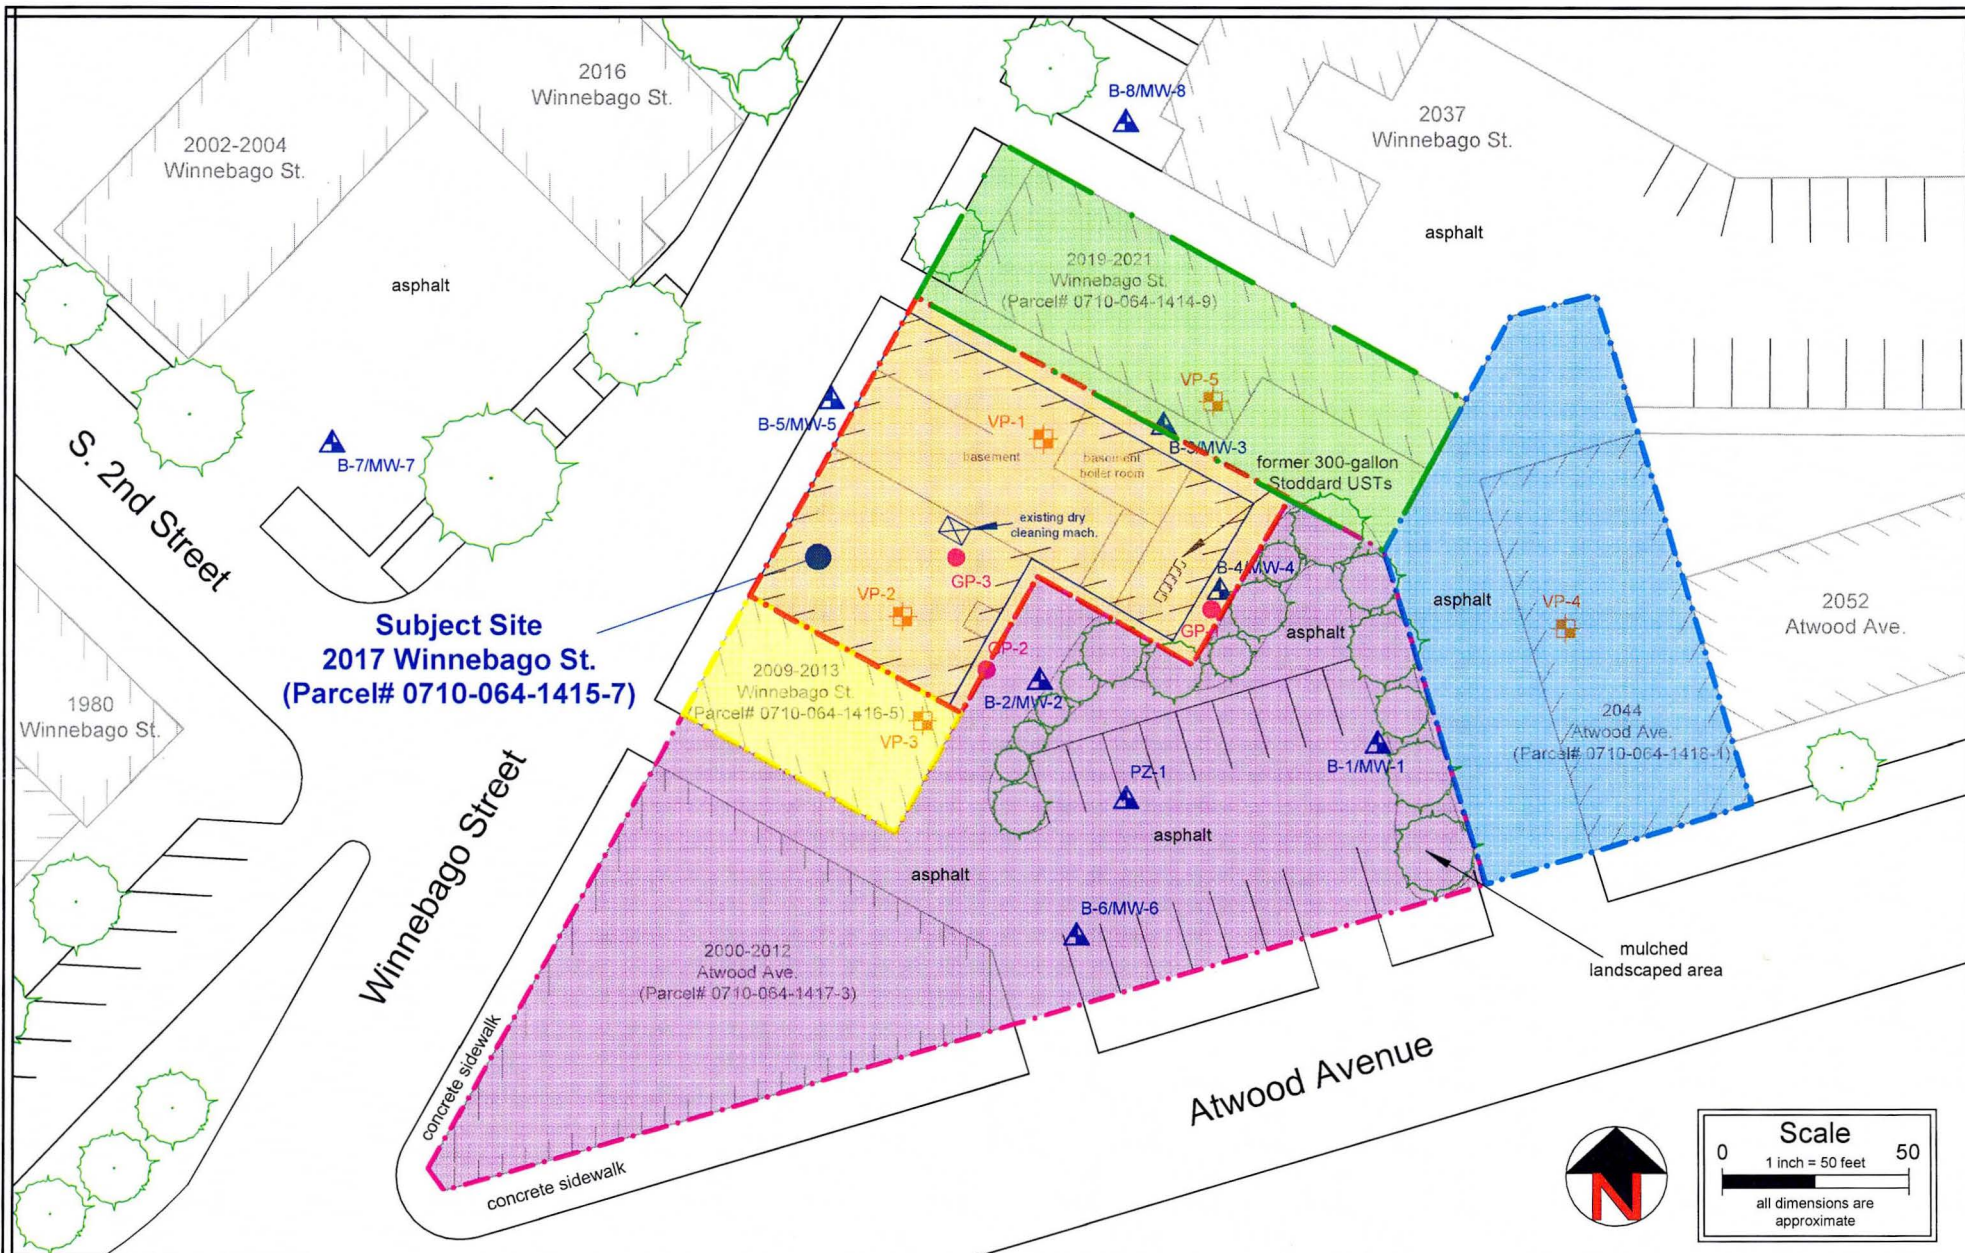 2016
Winnebago St.
2002-2004
Winnebago St.
B-8/MW-8
2037
Winnebago St.
asphalt
asphalt
2019-2021
Winnebago St.
(Parcel# 0710-064-1414-9)
VP-5
B-5/MW-5
VP-1
B-3/MW-3
basement
basement
boiler room
former 300-gallon
Stoddard USTs
B-7/MW-7
S. 2nd Street
existing dry
cleaning mach.
GP-3
B-4/MW-4
VP-2
GP-1
asphalt
asphalt
VP-4
2052
Atwood Ave.
Subject Site
2017 Winnebago St.
(Parcel# 0710-064-1415-7)
GP-2
B-2/MW-2
2009-2013
Winnebago St.
(Parcel# 0710-064-1416-5)
VP-3
1980
Winnebago St.
2044
Atwood Ave.
(Parcel# 0710-064-1418-1)
B-1/MW-1
PZ-1
asphalt
asphalt
Winnebago Street
B-6/MW-6
2000-2012
Atwood Ave.
(Parcel# 0710-064-1417-3)
mulched
landscaped area
concrete sidewalk
concrete sidewalk
Atwood Avenue
N
Scale
0 50
1 inch = 50 feet
all dimensions are
approximate